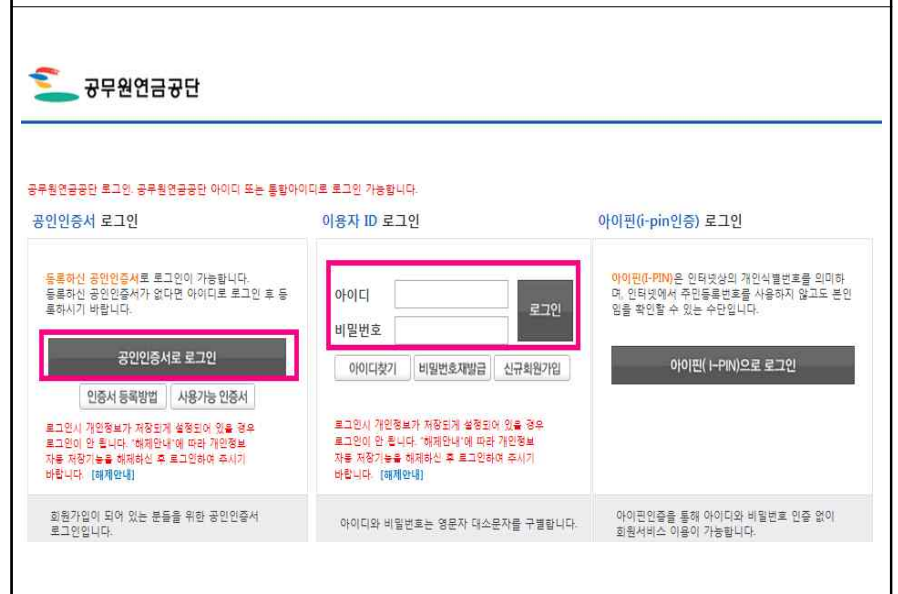 공무원연금공단
공무원연금공단 로그인. 공무원연금공단 아이디 또는 통합아이디로 로그인 가능합니다.
공인인증서 로그인
등록하신 공인인증서로 로그인이 가능합니다.
등록하신 공인인증서가 없다면 아이디로 로그인 후 등
록하시기 바랍니다.
공인인증서로 로그인
인증서 등록방법 사용가능 인증서
로그인시 개인정보가 저장되게 설정되어 있을 경우
로그인이 안 됩니다. '해제안내'에 따라 개인정보
자동 저장기능을 해제하신 후 로그인하여 주시기
바랍니다. [해제안내]
회원가입이 되어 있는 분들을 위한 공인인증서
로그인입니다.
이용자 ID 로그인
아이디
비밀번호
로그인
아이디찾기 비밀번호재발급 신규회원가입
로그인시 개인정보가 저장되게 설정되어 있을 경우
로그인이 안 됩니다. '해제안내'에 따라 개인정보
자동 저장기능을 해제하신 후 로그인하여 주시기
바랍니다. [해제안내]
아이디와 비밀번호는 영문자 대소문자를 구별합니다.
아이핀(i-pin인증) 로그인
아이핀(I-PIN)은 인터넷상의 개인식별번호를 의미하
며, 인터넷에서 주민등록번호를 사용하지 않고도 본인
임을 확인할 수 있는 수단입니다.
아이핀( I-PIN)으로 로그인
아이핀인증을 통해 아이디와 비밀번호 인증 없이
회원서비스 이용이 가능합니다.